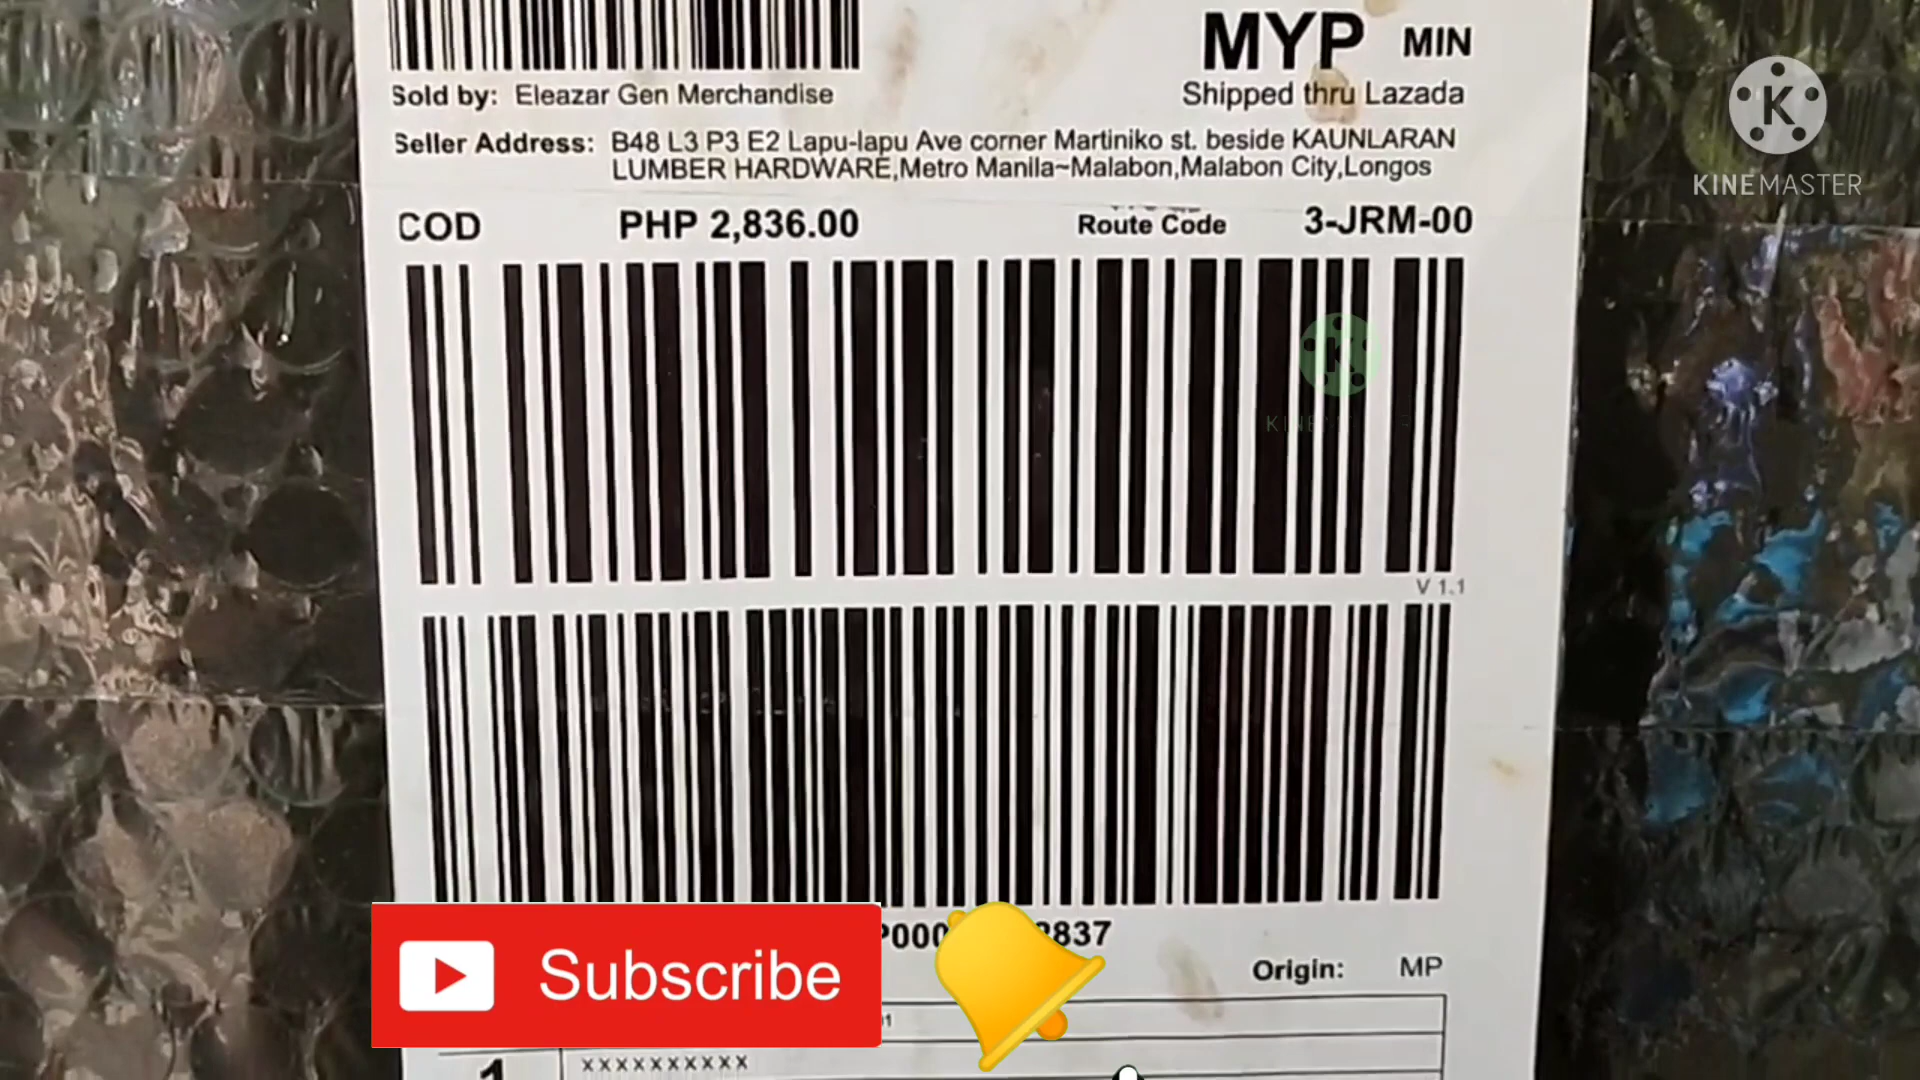 MYP MIN
Sold by: Eleazar Gen Merchandise
Shipped thru Lazada
Seller Address: B48 L3 P3 E2 Lapu-lapu Ave corner Martiniko st. beside KAUNLARAN
LUMBER HARDWARE,Metro Manila~Malabon,Malabon City,Longos
COD PHP 2,836.00 Route Code 3-JRM-00
K
KINEMASTER
V 1.1
Subscribe
Origin: MP
1
xxxxxxxxxx